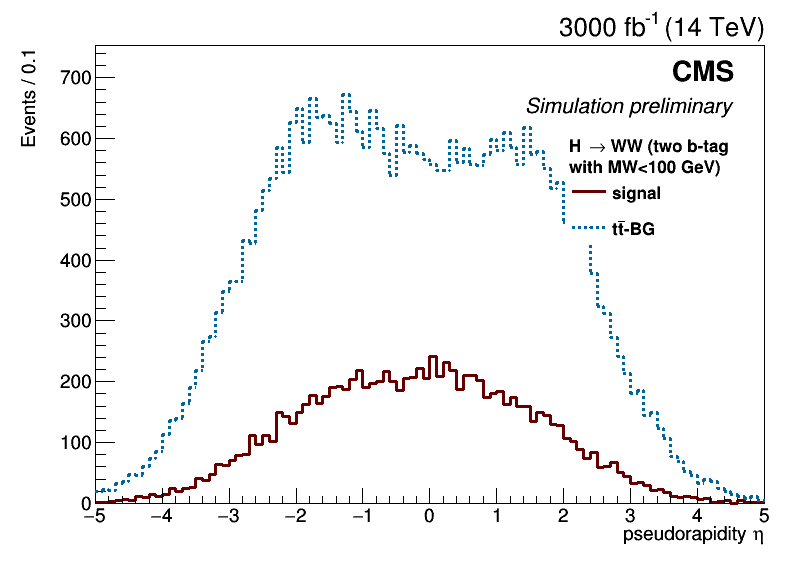 3000 fb⁻¹ (14 TeV)
CMS
Simulation preliminary
H → WW (two b-tag
with MW<100 GeV)
signal
tt̄-BG
Events / 0.1
700
600
500
400
300
200
100
0
−5 −4 −3 −2 −1 0 1 2 3 4 5
pseudorapidity η